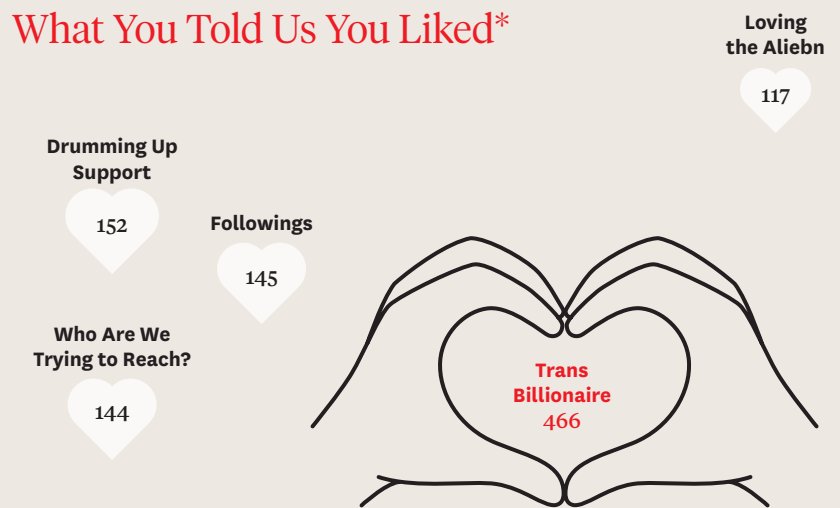 What You Told Us You Liked*
Loving
the Aliebn
117
Drumming Up
Support
152
Followings
145
Who Are We
Trying to Reach?
144
Trans
Billionaire
466